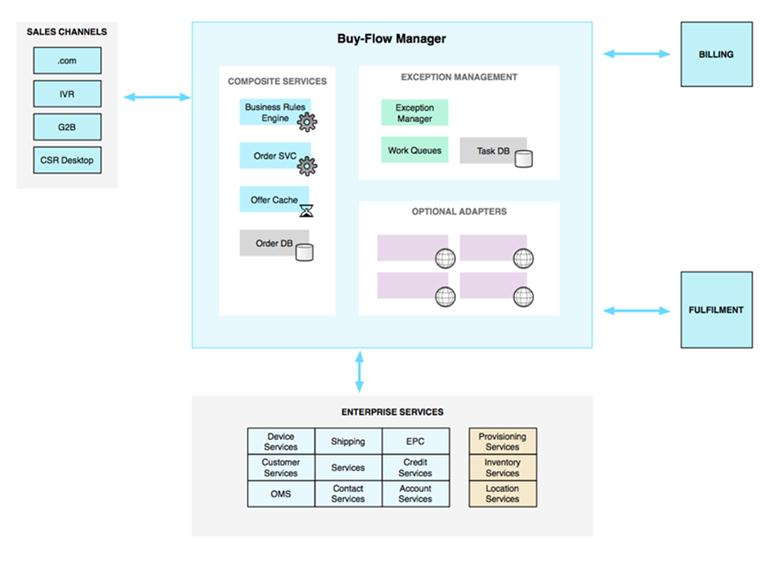 SALES CHANNELS
.com
IVR
G2B
CSR Desktop
Buy-Flow Manager
COMPOSITE SERVICES
Business Rules
Engine
Order SVC
Offer Cache
Order DB
EXCEPTION MANAGEMENT
Exception
Manager
Work Queues
Task DB
OPTIONAL ADAPTERS
BILLING
FULFILMENT
ENTERPRISE SERVICES
Device
Services
Shipping
EPC
Provisioning
Services
Customer
Services
Services
Credit
Services
Inventory
Services
OMS
Contact
Services
Account
Services
Location
Services